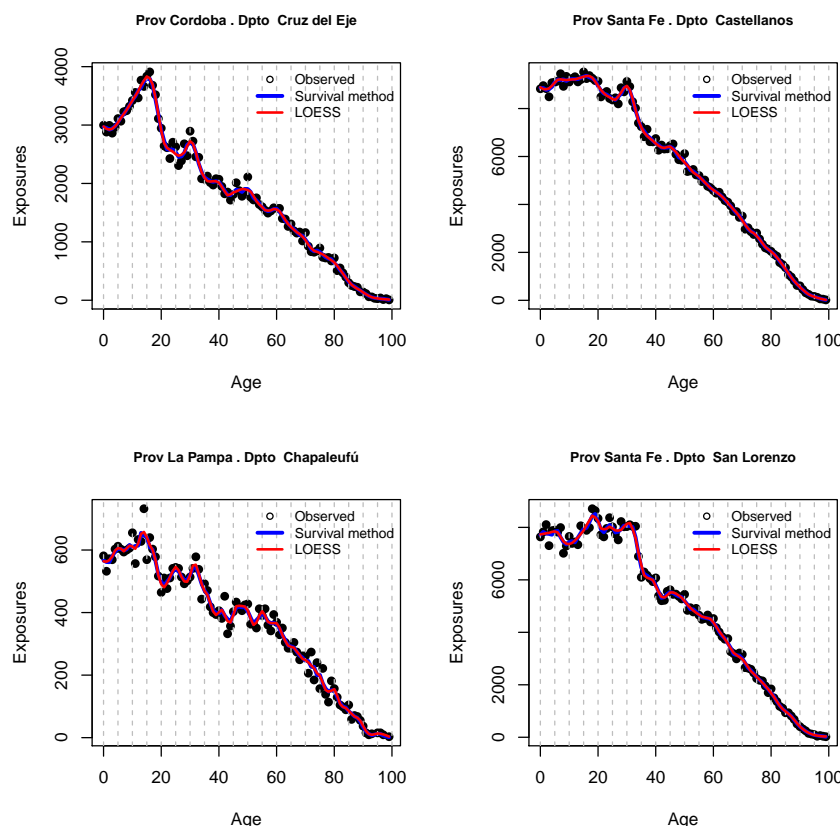 Prov Cordoba . Dpto Cruz del Eje
Exposures
4000
3000
2000
1000
0
Observed
Survival method
LOESS
0 20 40 60 80 100
Age
Prov Santa Fe . Dpto Castellanos
Exposures
6000
2000
0
Observed
Survival method
LOESS
0 20 40 60 80 100
Age
Prov La Pampa . Dpto Chapaleufú
Exposures
600
400
200
0
Observed
Survival method
LOESS
0 20 40 60 80 100
Age
Prov Santa Fe . Dpto San Lorenzo
Exposures
6000
2000
0
Observed
Survival method
LOESS
0 20 40 60 80 100
Age